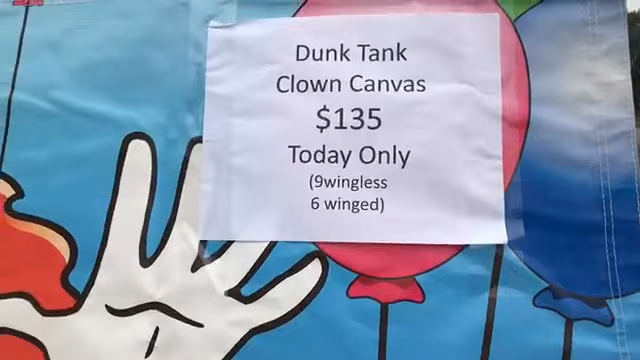 Dunk Tank
Clown Canvas
$135
Today Only
(9wingless
6 winged)